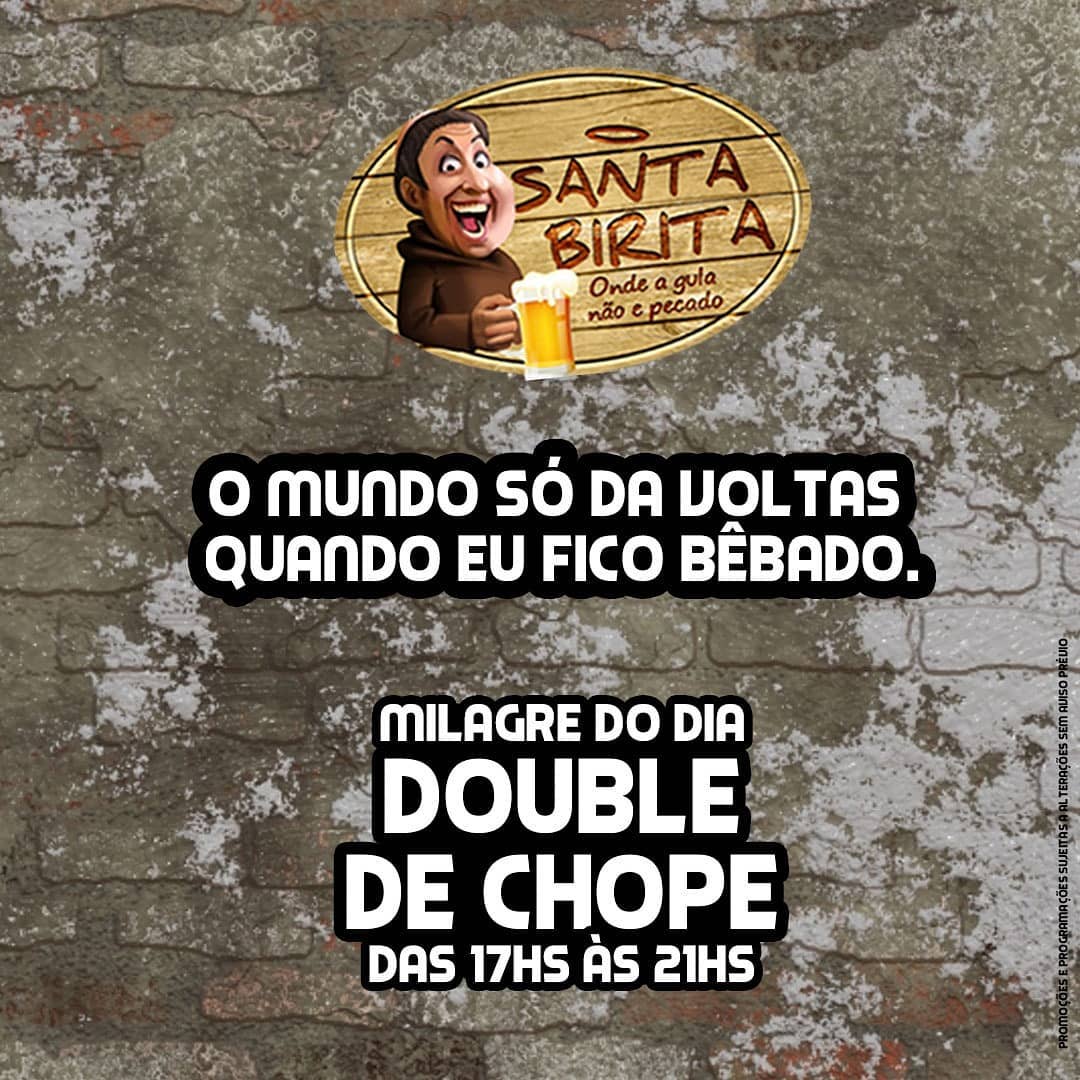 SANTA
BIRITA
Onde a gula
não e pecado
O MUNDO SÓ DA VOLTAS
QUANDO EU FICO BÊBADO.
MILAGRE DO DIA
DOUBLE
DE CHOPE
DAS 17HS ÀS 21HS
PROMOÇÕES E PROGRAMAÇÕES SUJEITAS A ALTERAÇÕES SEM AVISO PRÉVIO